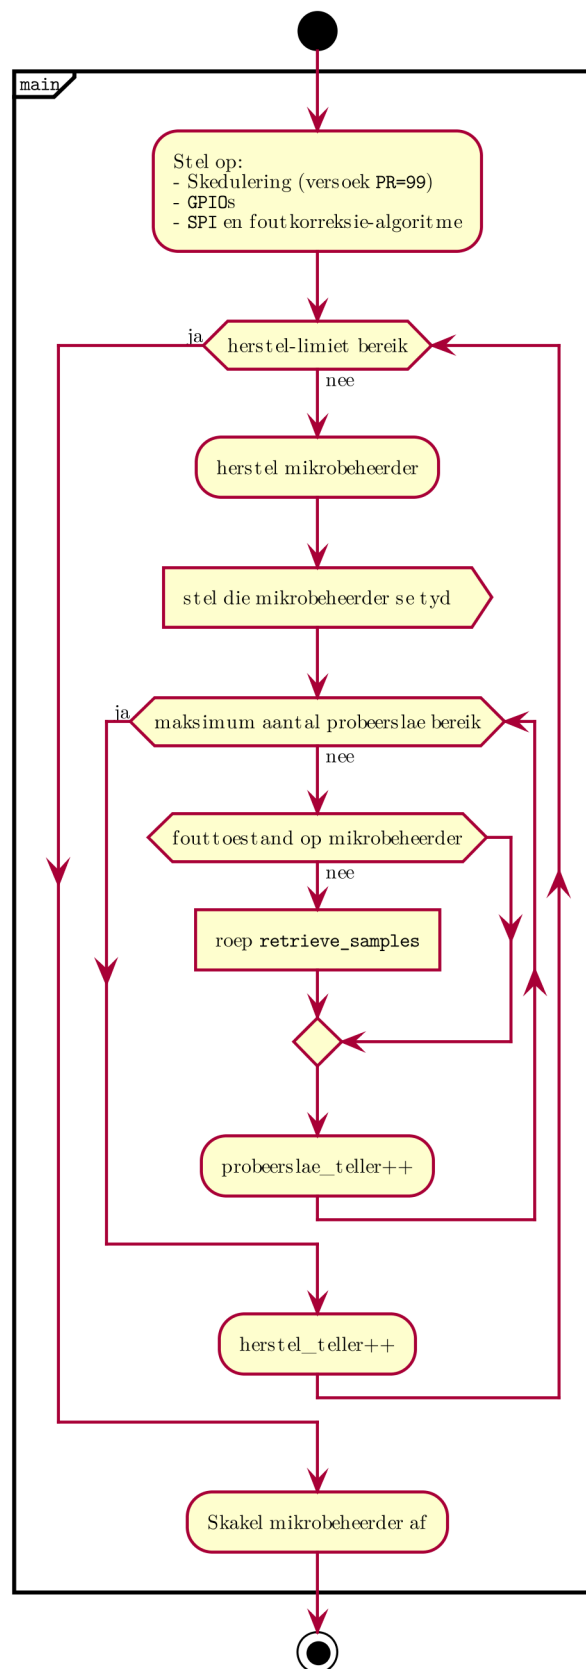 main
Stel op:
- Skedulering (versoek PR=99)
- GPIOs
- SPI en foutkorreksie-algoritme
ja
herstel-limiet bereik
nee
herstel mikrobeheerder
stel die mikrobeheerder se tyd
ja
maksimum aantal probeerslae bereik
nee
fouttoestand op mikrobeheerder
nee
roep retrieve_samples
probeerslae_teller++
herstel_teller++
Skakel mikrobeheerder af